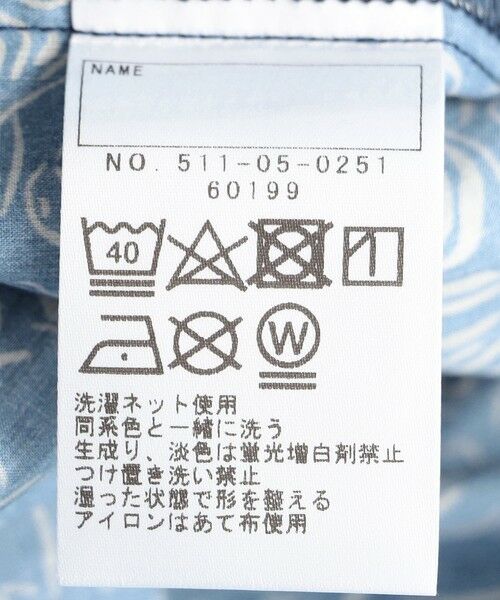 NAME
NO. 511-05-0251
60199
40
W
洗濯ネット使用
同系色と一緒に洗う
生成り、淡色は蛍光増白剤禁止
つけ置き洗い禁止
湿った状態で形を整える
アイロンはあて布使用